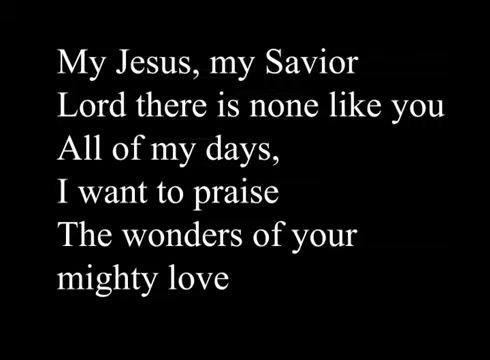 My Jesus, my Savior
Lord there is none like you
All of my days,
I want to praise
The wonders of your
mighty love